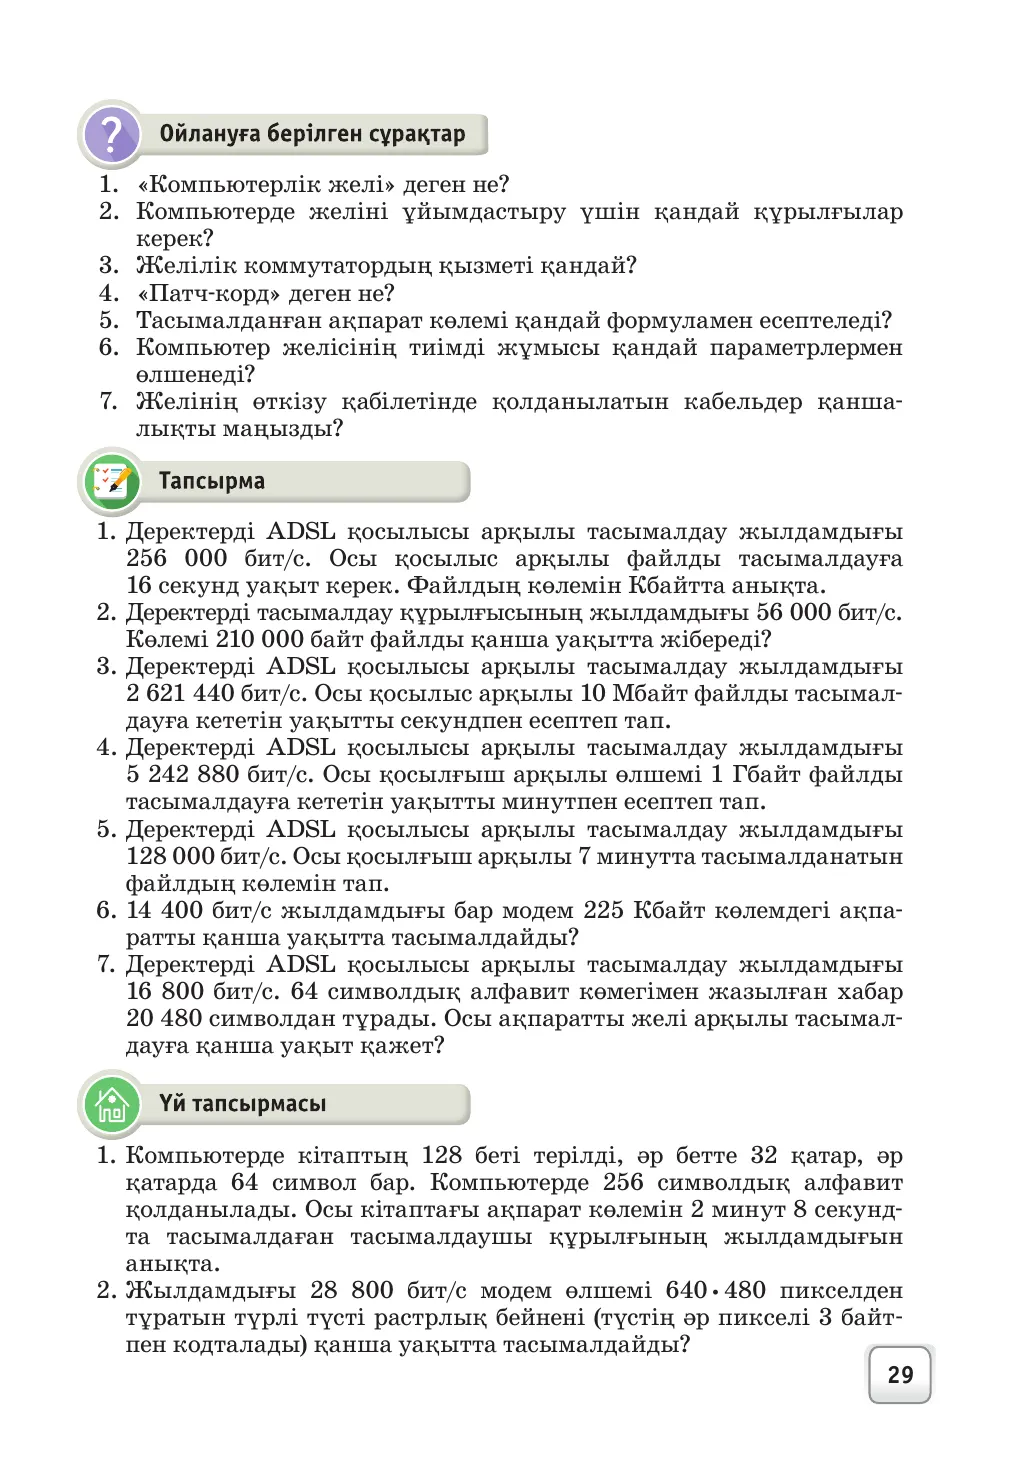 Ойлануға берілген сұрақтар
1. «Компьютерлік желі» деген не?
2. Компьютерде желіні ұйымдастыру үшін қандай құрылғылар
керек?
3. Желілік коммутатордың қызметі қандай?
4. «Патч-корд» деген не?
5. Тасымалданған ақпарат көлемі қандай формуламен есептеледі?
6. Компьютер желісінің тиімді жұмысы қандай параметрлермен
өлшенеді?
7. Желінің өткізу қабілетінде қолданылатын кабельдер қанша-
лықты маңызды?
Тапсырма
1. Деректерді ADSL қосылысы арқылы тасымалдау жылдамдығы
256 000 бит/с. Осы қосылыс арқылы файлды тасымалдауға
16 секунд уақыт керек. Файлдың көлемін Кбайтта анықта.
2. Деректерді тасымалдау құрылғысының жылдамдығы 56 000 бит/с.
Көлемі 210 000 байт файлды қанша уақытта жібереді?
3. Деректерді ADSL қосылысы арқылы тасымалдау жылдамдығы
2 621 440 бит/с. Осы қосылыс арқылы 10 Мбайт файлды тасымал-
дауға кететін уақытты секундпен есептеп тап.
4. Деректерді ADSL қосылысы арқылы тасымалдау жылдамдығы
5 242 880 бит/с. Осы қосылғыш арқылы өлшемі 1 Гбайт файлды
тасымалдауға кететін уақытты минутпен есептеп тап.
5. Деректерді ADSL қосылысы арқылы тасымалдау жылдамдығы
128 000 бит/с. Осы қосылғыш арқылы 7 минутта тасымалданатын
файлдың көлемін тап.
6. 14 400 бит/с жылдамдығы бар модем 225 Кбайт көлемдегі ақпа-
ратты қанша уақытта тасымалдайды?
7. Деректерді ADSL қосылысы арқылы тасымалдау жылдамдығы
16 800 бит/с. 64 символдық алфавит көмегімен жазылған хабар
20 480 символдан тұрады. Осы ақпаратты желі арқылы тасымал-
дауға қанша уақыт қажет?
Үй тапсырмасы
1. Компьютерде кітаптың 128 беті терілді, әр бетте 32 қатар, әр
қатарда 64 символ бар. Компьютерде 256 символдық алфавит
қолданылады. Осы кітаптағы ақпарат көлемін 2 минут 8 секунд-
та тасымалдаған тасымалдаушы құрылғының жылдамдығын
анықта.
2. Жылдамдығы 28 800 бит/с модем өлшемі 640 · 480 пикселден
тұратын түрлі түсті растрлық бейнені (түстің әр пикселі 3 байт-
пен кодталады) қанша уақытта тасымалдайды?
29